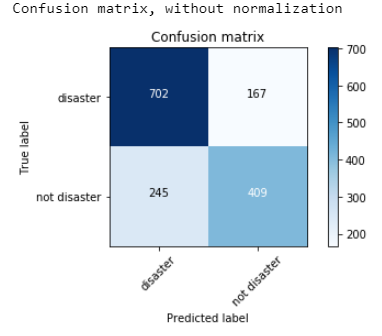 Confusion matrix, without normalization
Confusion matrix
700
600
500
400
300
200
True label
disaster
702
167
not disaster
245
409
disaster
not disaster
Predicted label